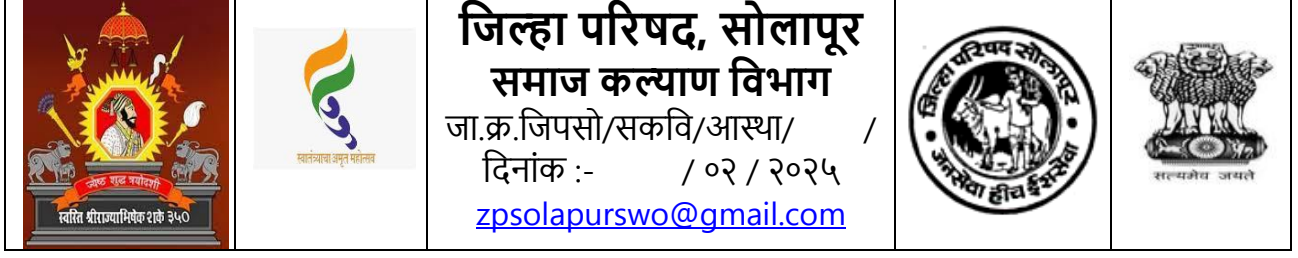 ज्येष्ठ शुद्ध त्रयोदशी
स्वस्ति श्रीराज्याभिषेक शके ३५०
स्वातंत्र्याचा अमृत महोत्सव
जिल्हा परिषद, सोलापूर
समाज कल्याण विभाग
जा.क्र.जिपसो/सकवि/आस्था/ /
दिनांक :- / ०२ / २०२५
zpsolapurswo@gmail.com
जिल्हा परिषद सोलापूर
जनसेवा हीच ईशसेवा
सत्यमेव जयते